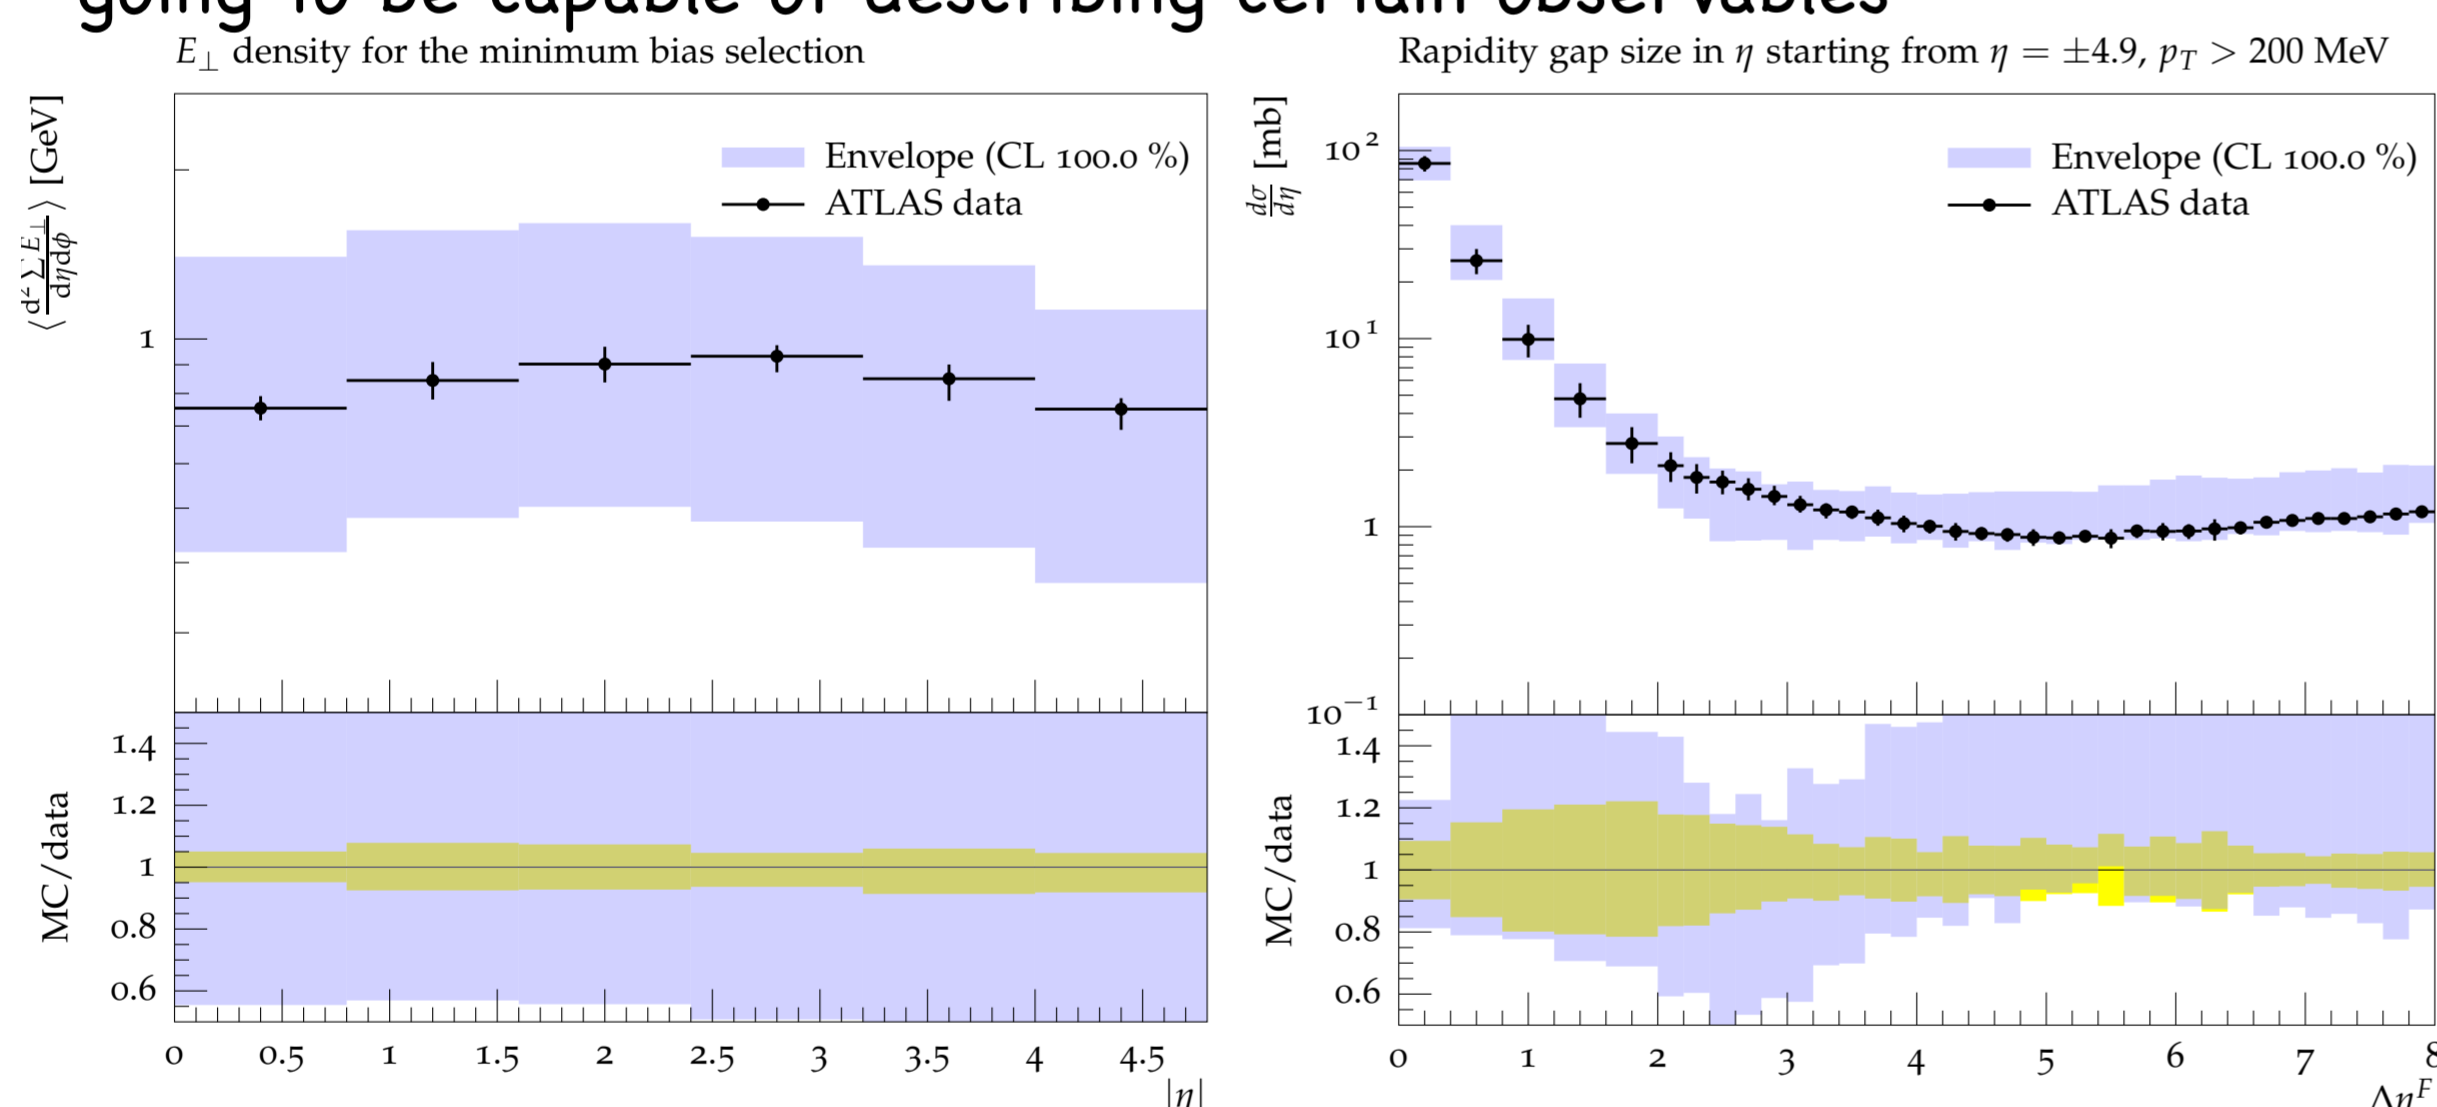 going to be capable of describing certain observables
E⊥ density for the minimum bias selection
⟨ d² ∑ E⊥ / dηdϕ ⟩ [GeV]
Envelope (CL 100.0 %)
ATLAS data
1
MC/data
1.4
1.2
1
0.8
0.6
0 0.5 1 1.5 2 2.5 3 3.5 4 4.5
|η|
Rapidity gap size in η starting from η = ±4.9, pT > 200 MeV
dσ/dη [mb]
Envelope (CL 100.0 %)
ATLAS data
10²
10¹
1
10⁻¹
MC/data
1.4
1.2
1
0.8
0.6
0 1 2 3 4 5 6 7 8
Δη^F